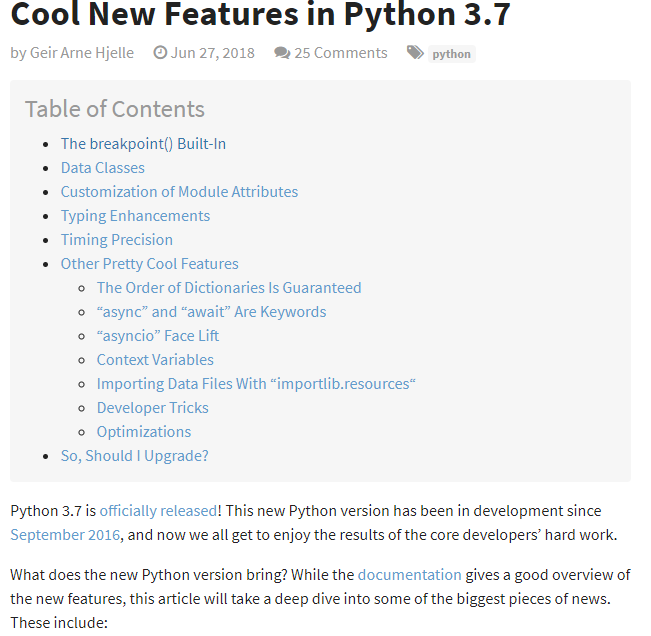 Cool New Features in Python 3.7
by Geir Arne Hjelle Jun 27, 2018 25 Comments python
Table of Contents
The breakpoint() Built-In
Data Classes
Customization of Module Attributes
Typing Enhancements
Timing Precision
Other Pretty Cool Features
The Order of Dictionaries Is Guaranteed
“async” and “await” Are Keywords
“asyncio” Face Lift
Context Variables
Importing Data Files With “importlib.resources“
Developer Tricks
Optimizations
So, Should I Upgrade?
Python 3.7 is officially released! This new Python version has been in development since
September 2016, and now we all get to enjoy the results of the core developers’ hard work.
What does the new Python version bring? While the documentation gives a good overview of
the new features, this article will take a deep dive into some of the biggest pieces of news.
These include: